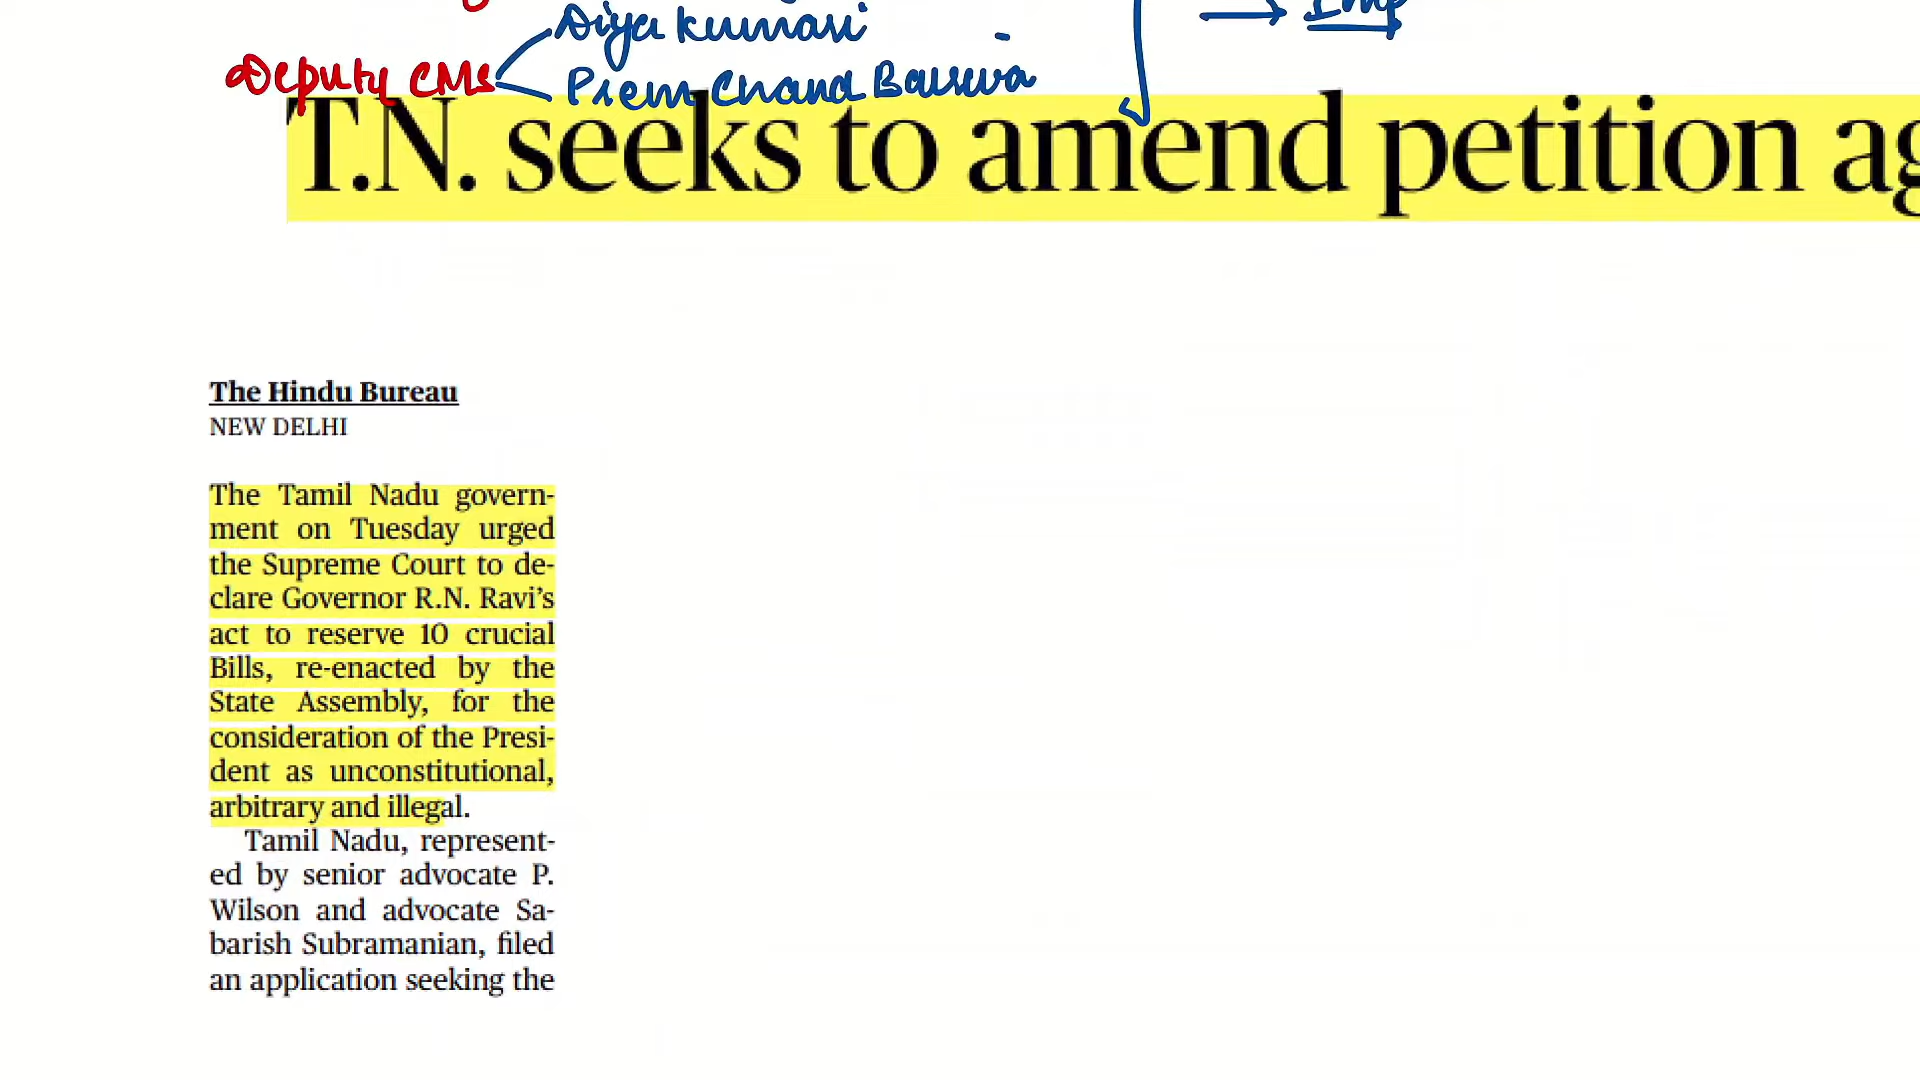 Diya Kumari
Imp
Deputy CMs
Prem Chand Bairwa
T.N. seeks to amend petition ag
The Hindu Bureau
NEW DELHI
The Tamil Nadu govern-
ment on Tuesday urged
the Supreme Court to de-
clare Governor R.N. Ravi’s
act to reserve 10 crucial
Bills, re-enacted by the
State Assembly, for the
consideration of the Presi-
dent as unconstitutional,
arbitrary and illegal.
Tamil Nadu, represent-
ed by senior advocate P.
Wilson and advocate Sa-
barish Subramanian, filed
an application seeking the